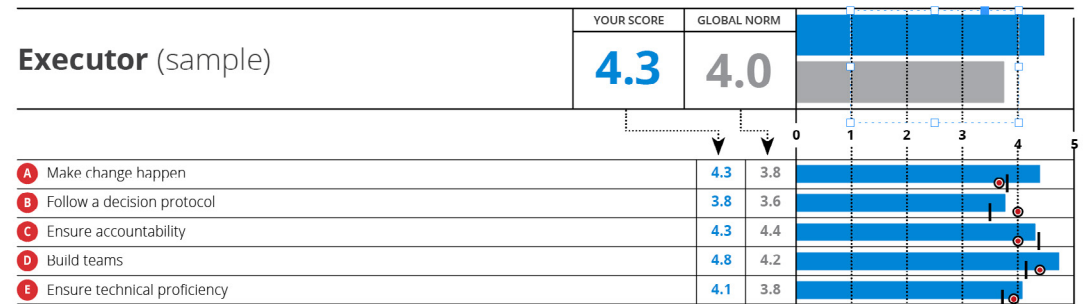 YOUR SCORE GLOBAL NORM
Executor (sample) 4.3 4.0
0 1 2 3 4 5
A Make change happen 4.3 3.8
B Follow a decision protocol 3.8 3.6
C Ensure accountability 4.3 4.4
D Build teams 4.8 4.2
E Ensure technical proficiency 4.1 3.8